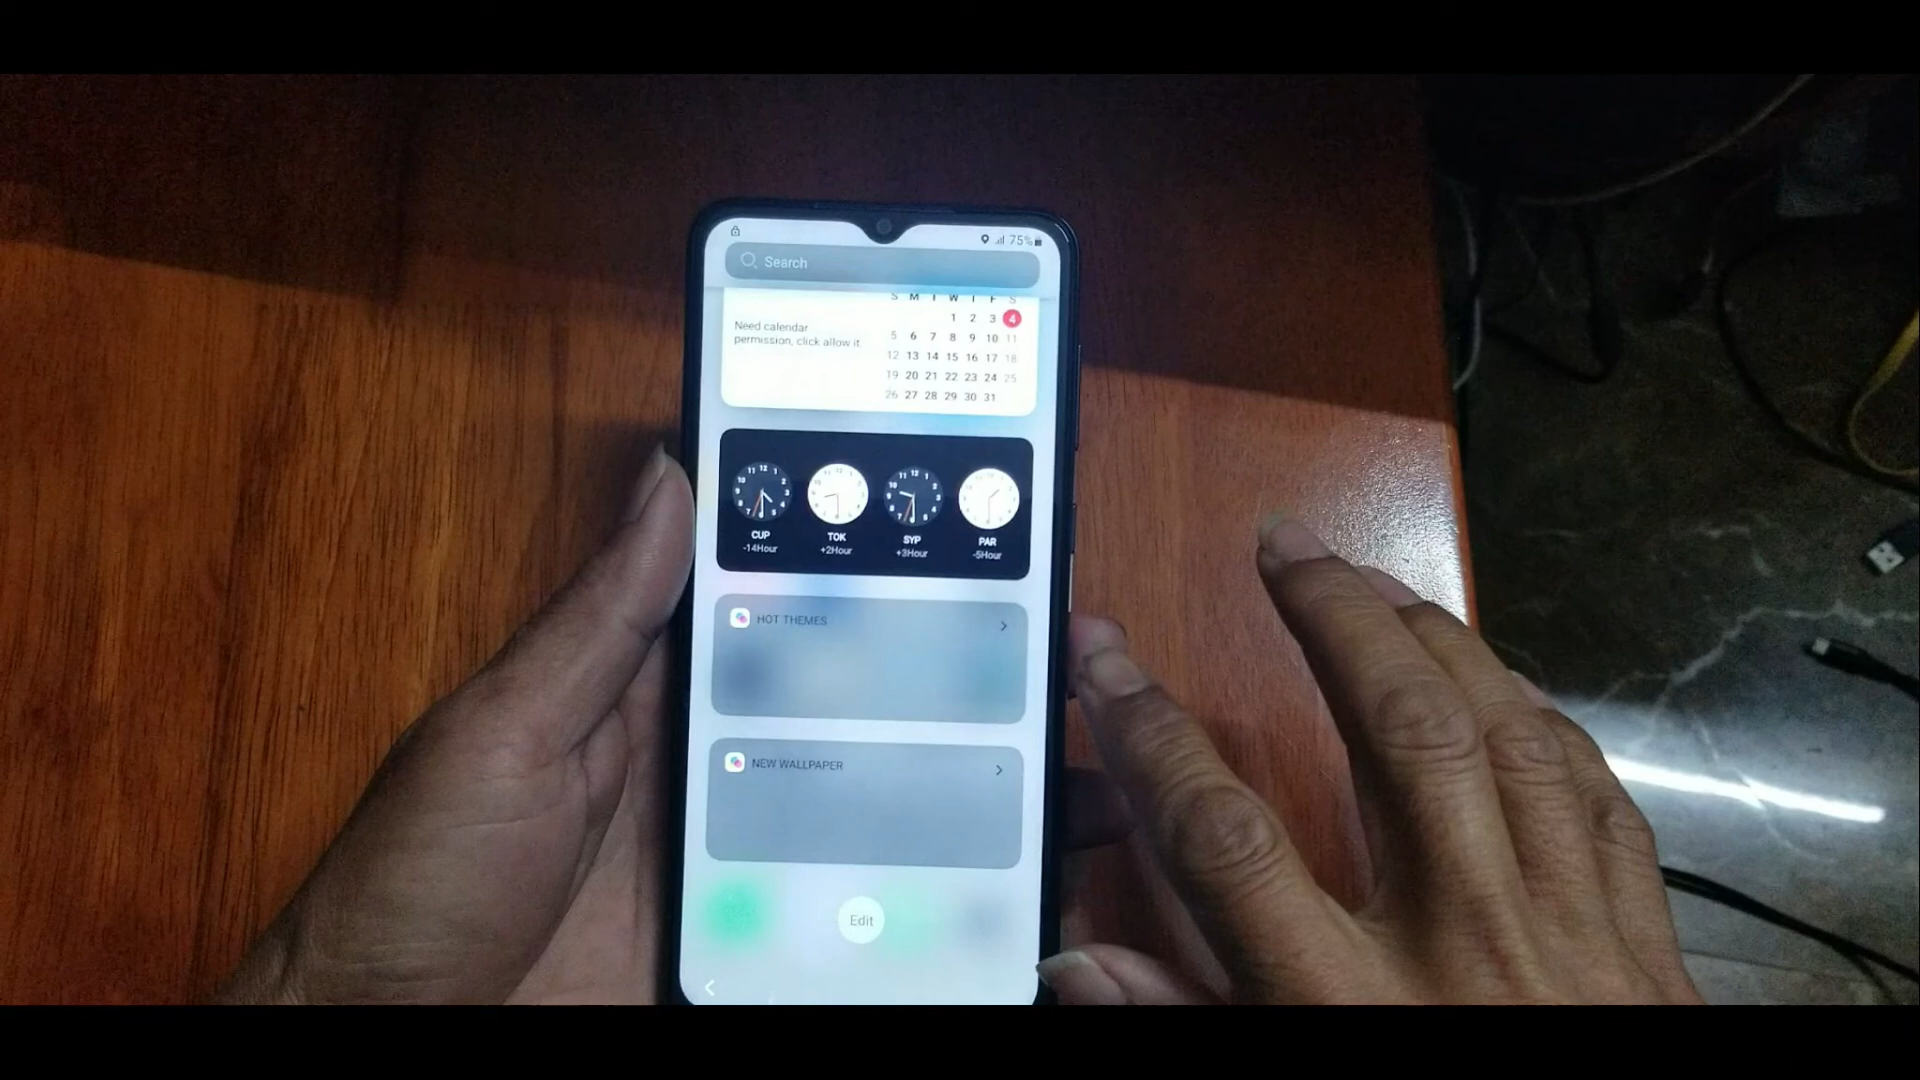 75%
Search
S M T W T F S
1 2 3 4
Need calendar
permission, click allow it.
5 6 7 8 9 10 11
12 13 14 15 16 17 18
19 20 21 22 23 24 25
26 27 28 29 30 31
CUP TOK SYP PAR
-14Hour +2Hour +3Hour -5Hour
HOT THEMES
NEW WALLPAPER
Edit